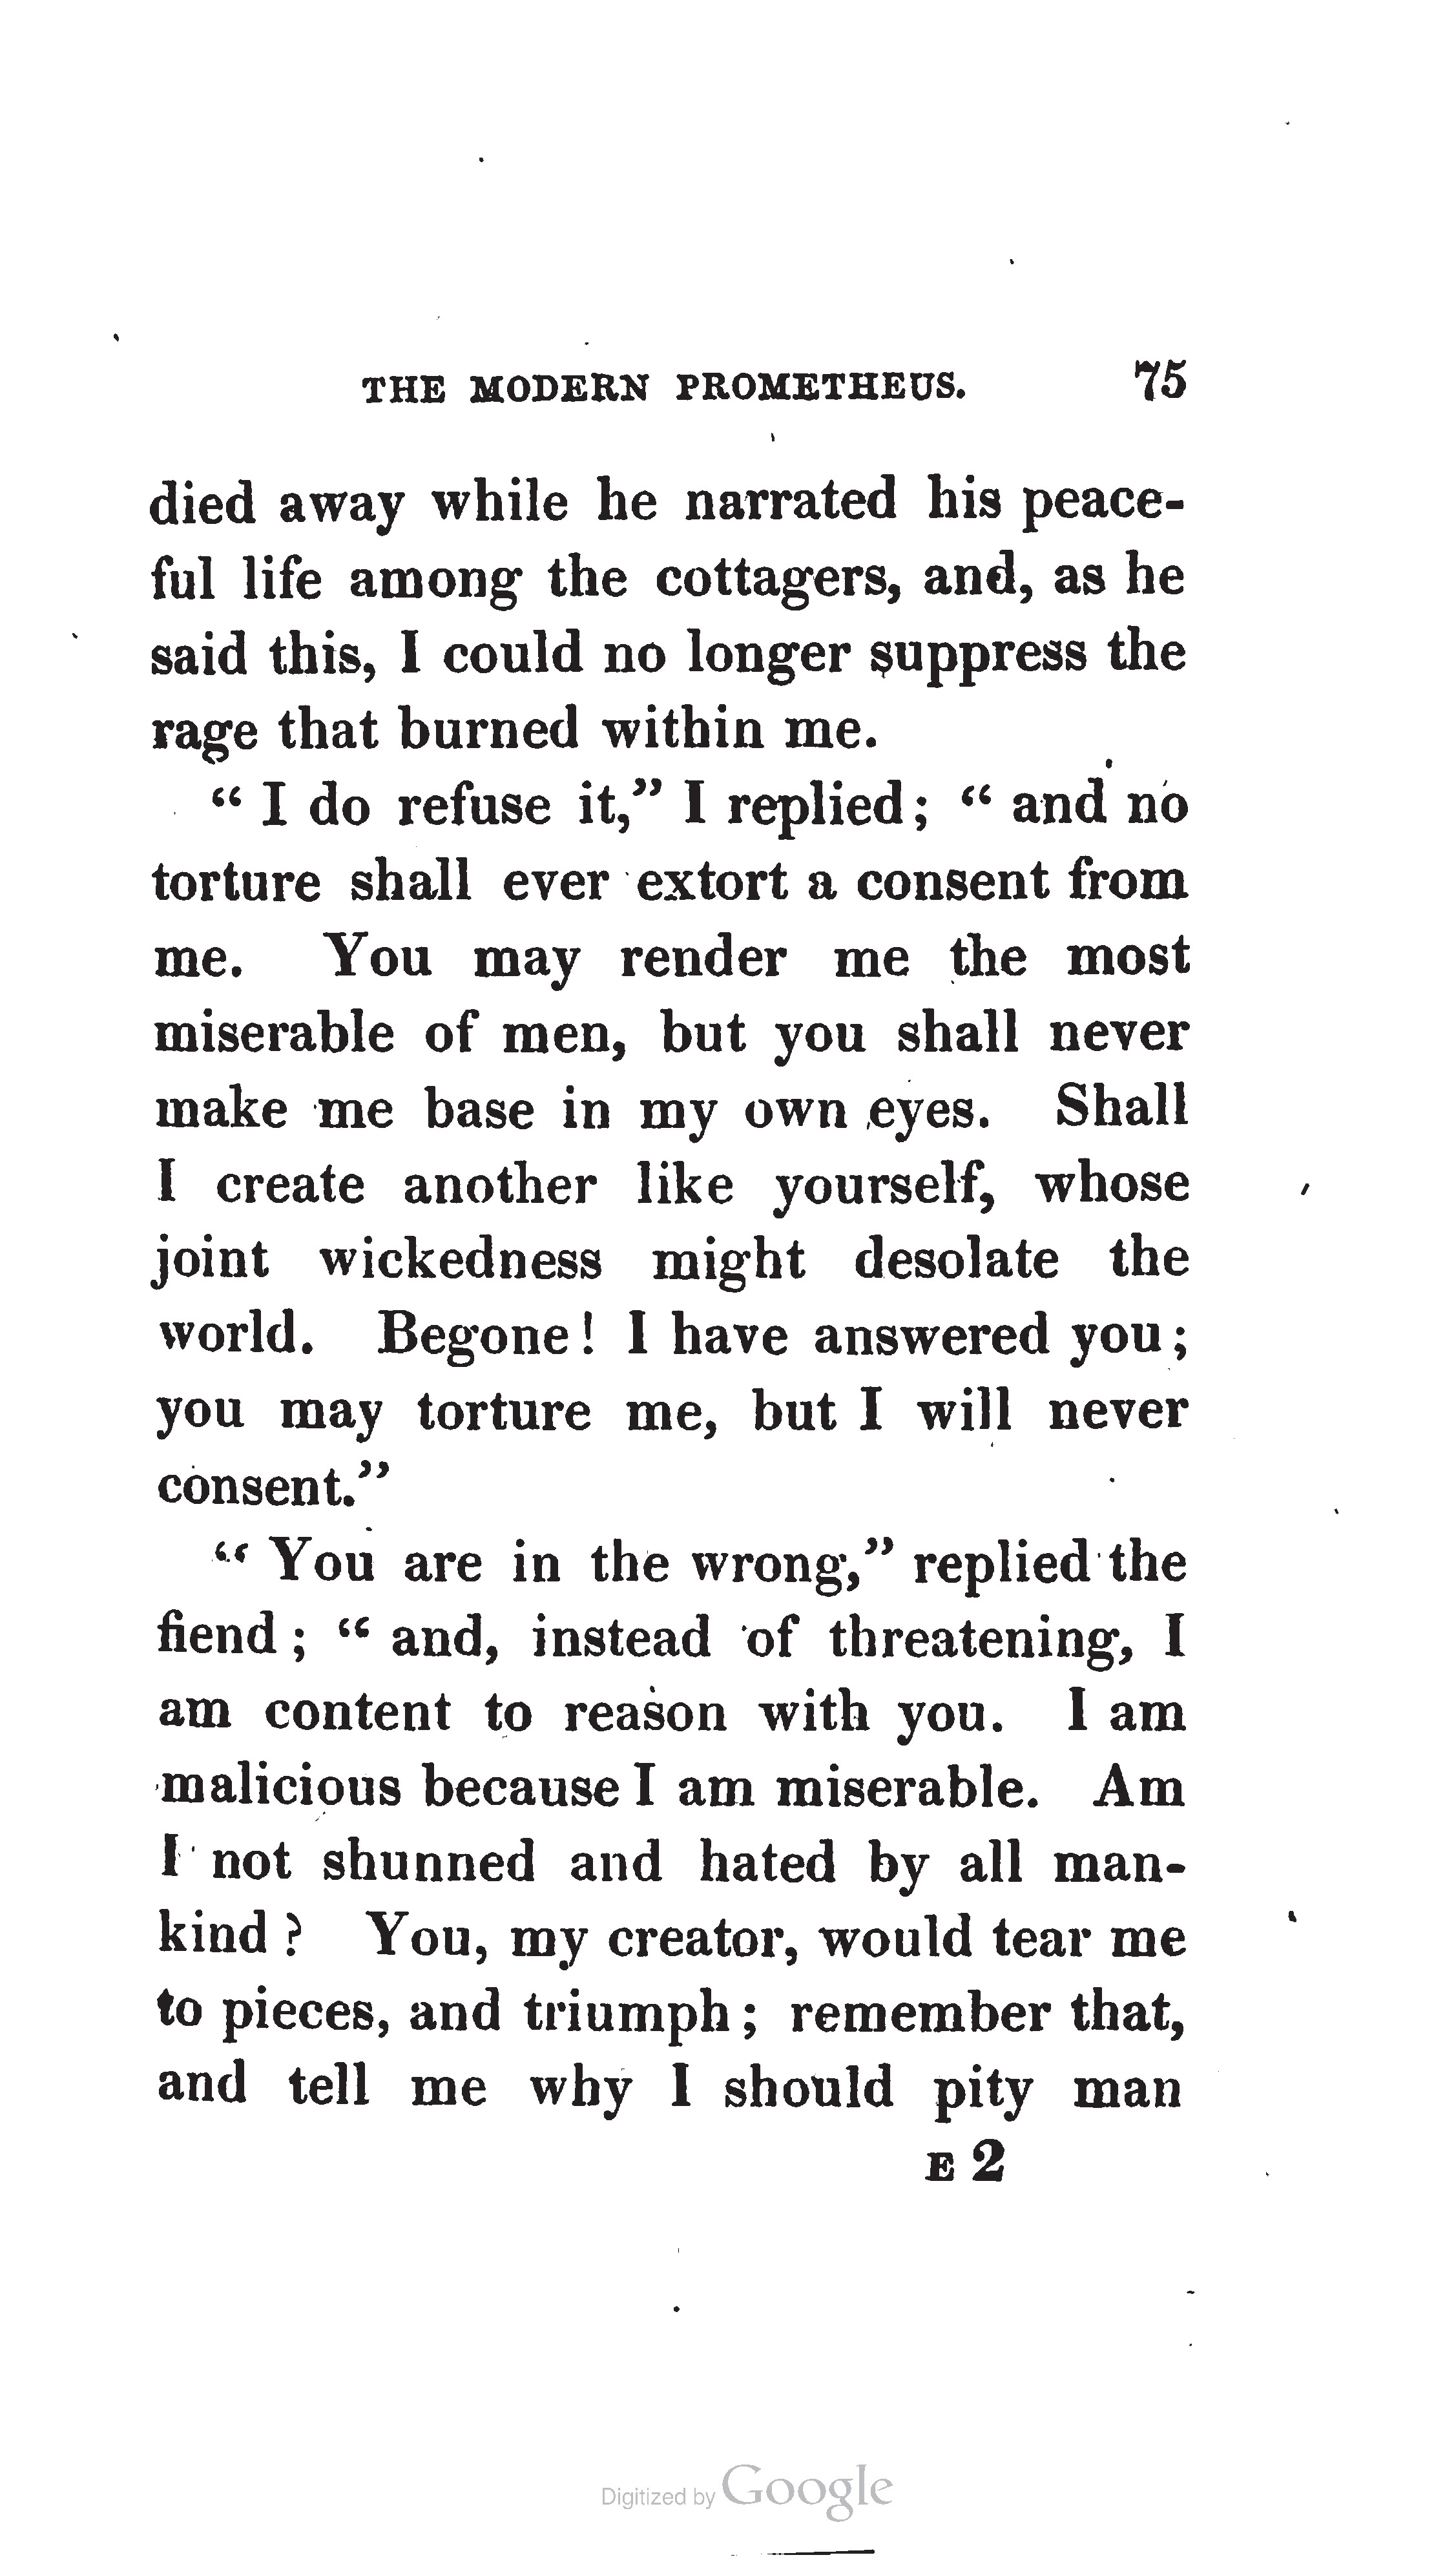 THE MODERN PROMETHEUS. 75
died away while he narrated his peace-
ful life among the cottagers, and, as he
said this, I could no longer suppress the
rage that burned within me.
“ I do refuse it,” I replied; “ and no
torture shall ever extort a consent from
me. You may render me the most
miserable of men, but you shall never
make me base in my own eyes. Shall
I create another like yourself, whose
joint wickedness might desolate the
world. Begone! I have answered you;
you may torture me, but I will never
consent.”
“ You are in the wrong,” replied the
fiend; “ and, instead of threatening, I
am content to reason with you. I am
malicious because I am miserable. Am
I not shunned and hated by all man-
kind? You, my creator, would tear me
to pieces, and triumph; remember that,
and tell me why I should pity man
E 2
Digitized by Google